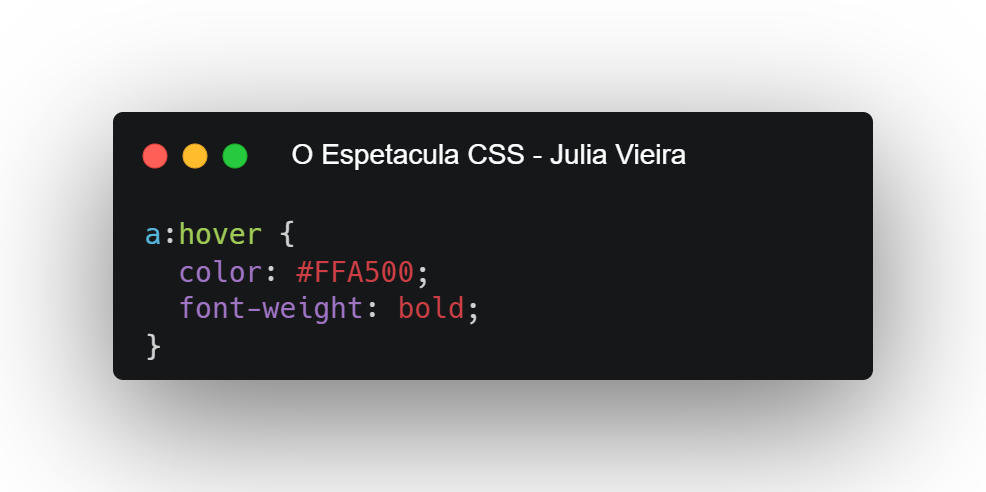 O Espetacula CSS - Julia Vieira
a:hover {
  color: #FFA500;
  font-weight: bold;
}